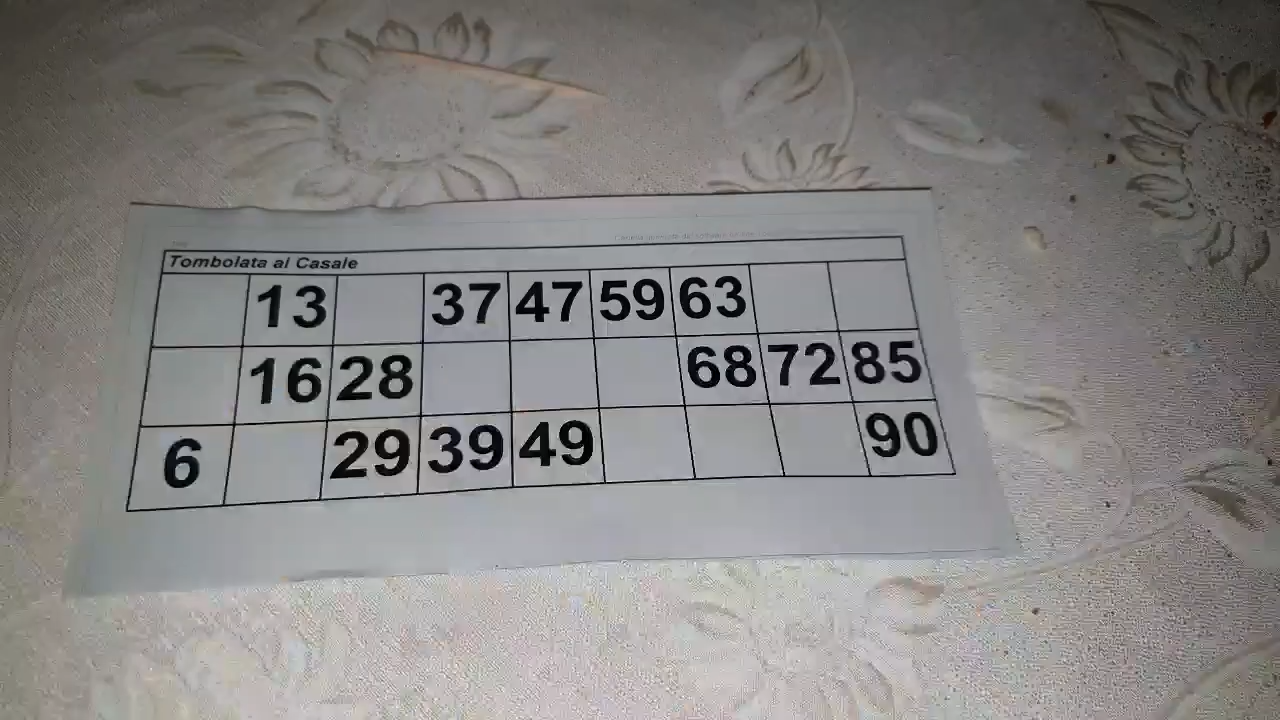 Tombolata al Casale
13 37 47 59 63
16 28 68 72 85
6 29 39 49 90